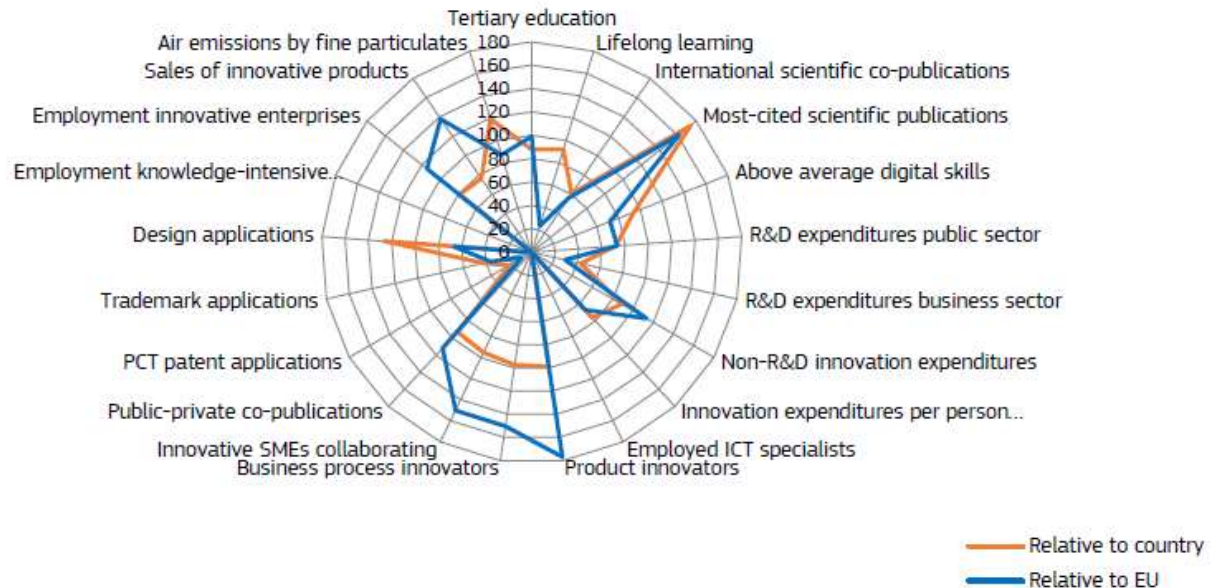 Tertiary education
Lifelong learning
International scientific co-publications
Most-cited scientific publications
Above average digital skills
R&D expenditures public sector
R&D expenditures business sector
Non-R&D innovation expenditures
Innovation expenditures per person...
Employed ICT specialists
Product innovators
Business process innovators
Innovative SMEs collaborating
Public-private co-publications
PCT patent applications
Trademark applications
Design applications
Employment knowledge-intensive...
Employment innovative enterprises
Sales of innovative products
Air emissions by fine particulates
180
160
140
120
100
80
60
40
20
0
Relative to country
Relative to EU